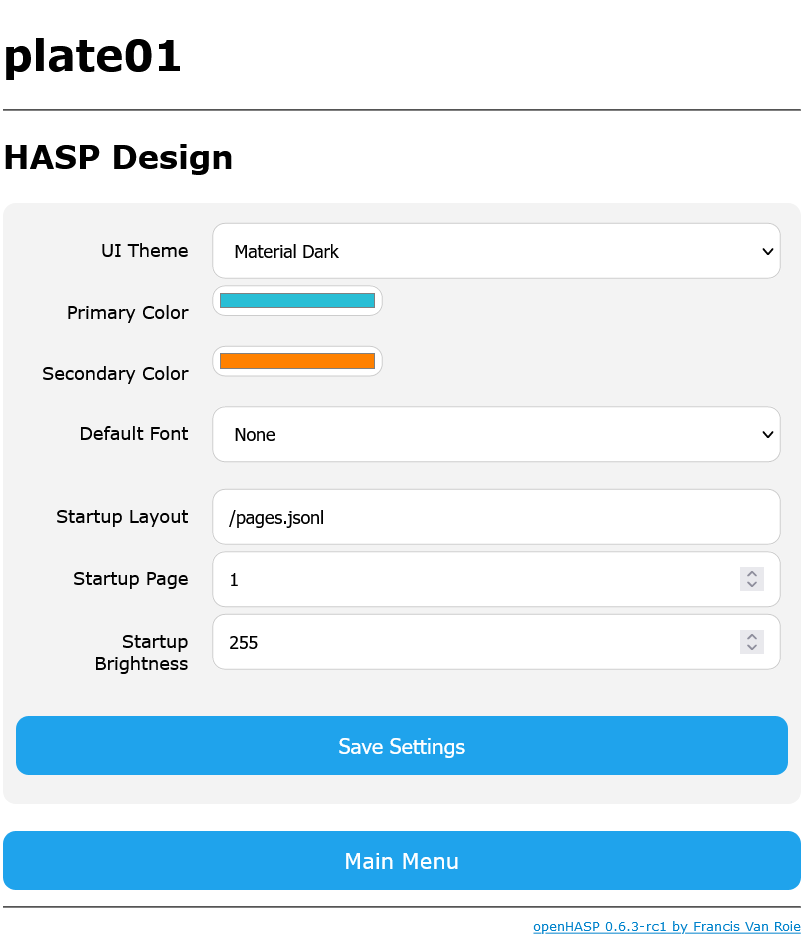 plate01
HASP Design
UI Theme
Material Dark
Primary Color
Secondary Color
Default Font
None
Startup Layout
/pages.jsonl
Startup Page
1
Startup
Brightness
255
Save Settings
Main Menu
openHASP 0.6.3-rc1 by Francis Van Roie